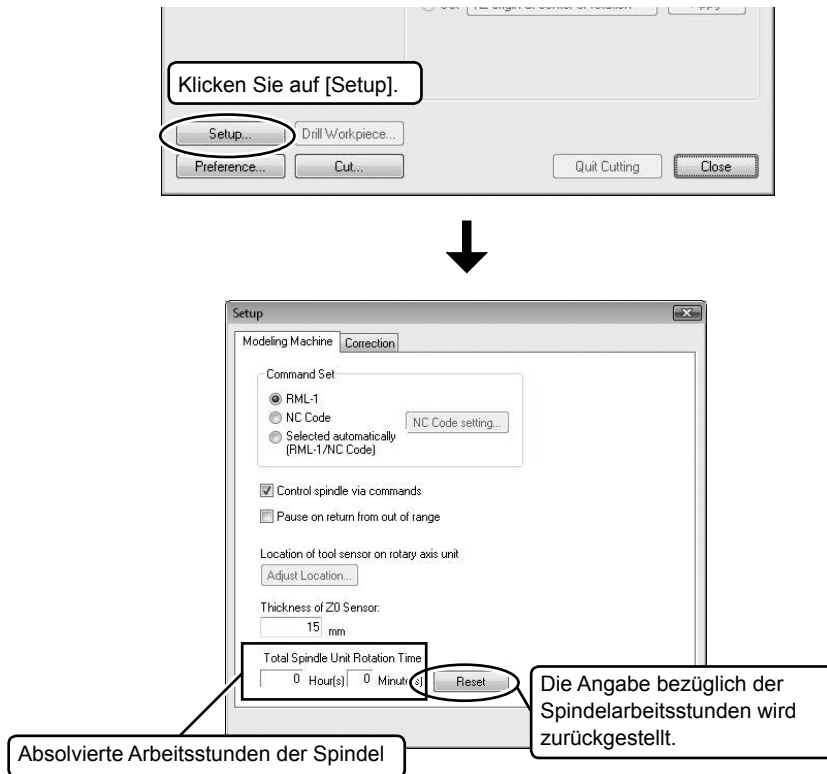 Klicken Sie auf [Setup].
Setup...
Drill Workpiece...
Preference...
Cut...
Quit Cutting
Close
Setup
Modeling Machine
Correction
Command Set
RML-1
NC Code
NC Code setting...
Selected automatically
(RML-1/NC Code)
Control spindle via commands
Pause on return from out of range
Location of tool sensor on rotary axis unit
Adjust Location...
Thickness of Z0 Sensor:
15 mm
Total Spindle Unit Rotation Time
0 Hour(s) 0 Minute(s)
Reset
Die Angabe bezüglich der
Spindelarbeitsstunden wird
zurückgestellt.
Absolvierte Arbeitsstunden der Spindel